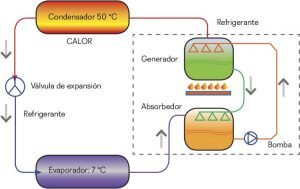 Condensador 50 °C
CALOR
Refrigerante
Generador
Válvula de expansión
Refrigerante
Absorbedor
Bomba
Evaporador: 7 °C